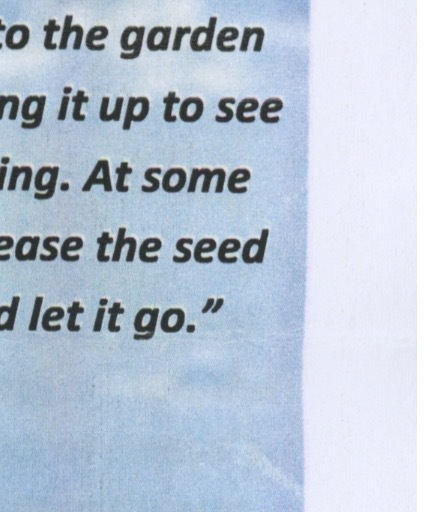 to the garden
ng it up to see
ing. At some
ease the seed
d let it go.”